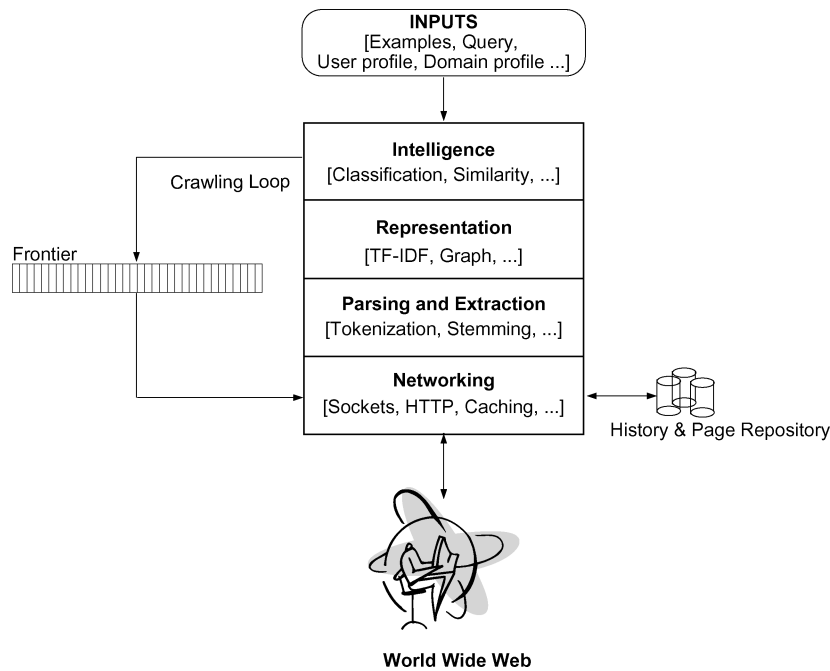 INPUTS
[Examples, Query,
User profile, Domain profile ...]
Intelligence
[Classification, Similarity, ...]
Crawling Loop
Representation
[TF-IDF, Graph, ...]
Frontier
Parsing and Extraction
[Tokenization, Stemming, ...]
Networking
[Sockets, HTTP, Caching, ...]
History & Page Repository
World Wide Web